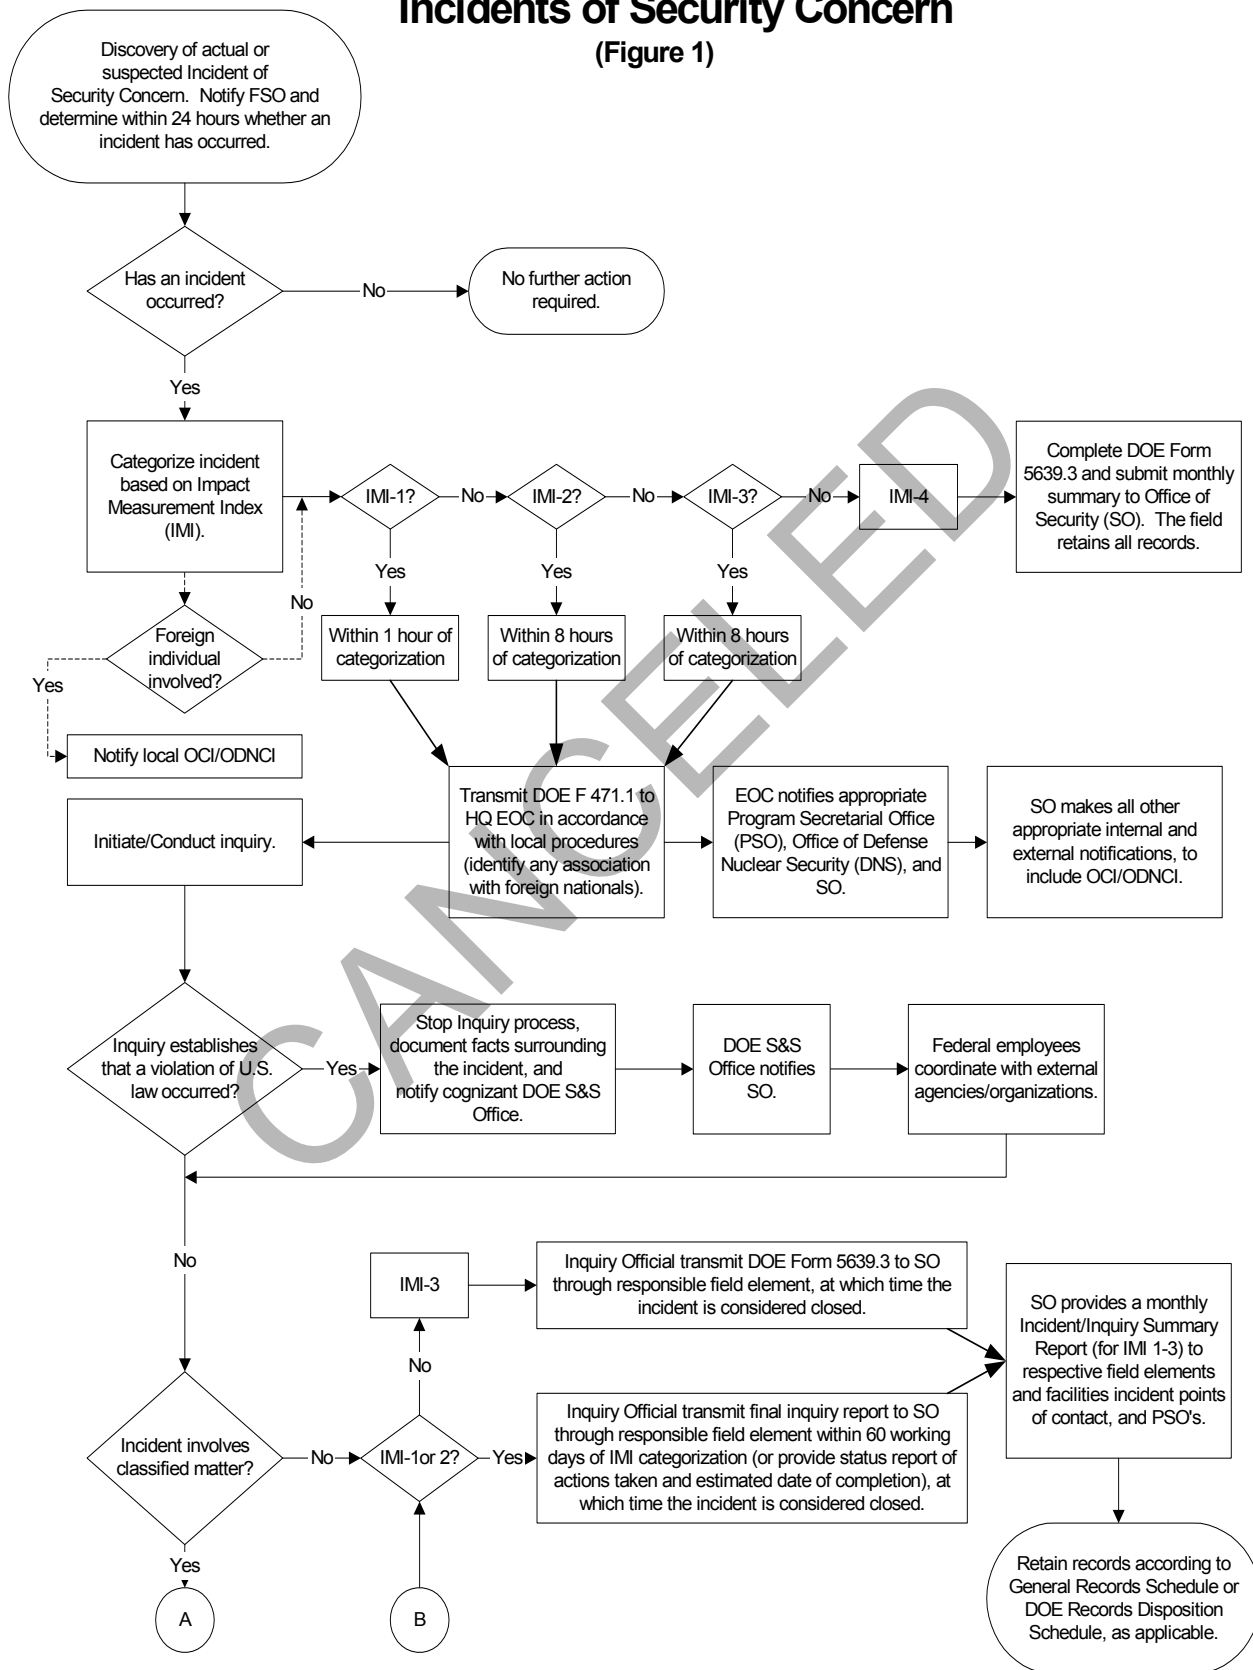 Incidents of Security Concern
(Figure 1)
Discovery of actual or
suspected Incident of
Security Concern. Notify FSO and
determine within 24 hours whether an
incident has occurred.
Has an incident
occurred?
No
No further action
required.
Yes
Categorize incident
based on Impact
Measurement Index
(IMI).
IMI-1?
No
IMI-2?
No
IMI-3?
No
IMI-4
Complete DOE Form
5639.3 and submit monthly
summary to Office of
Security (SO). The field
retains all records.
Yes
Yes
Yes
No
Foreign
individual
involved?
Yes
Within 1 hour of
categorization
Within 8 hours
of categorization
Within 8 hours
of categorization
Notify local OCI/ODNCI
Initiate/Conduct inquiry.
Transmit DOE F 471.1 to
HQ EOC in accordance
with local procedures
(identify any association
with foreign nationals).
EOC notifies appropriate
Program Secretarial Office
(PSO), Office of Defense
Nuclear Security (DNS), and
SO.
SO makes all other
appropriate internal and
external notifications, to
include OCI/ODNCI.
CANCELED
Inquiry establishes
that a violation of U.S.
law occurred?
Yes
Stop Inquiry process,
document facts surrounding
the incident, and
notify cognizant DOE S&S
Office.
DOE S&S
Office notifies
SO.
Federal employees
coordinate with external
agencies/organizations.
No
IMI-3
Inquiry Official transmit DOE Form 5639.3 to SO
through responsible field element, at which time the
incident is considered closed.
SO provides a monthly
Incident/Inquiry Summary
Report (for IMI 1-3) to
respective field elements
and facilities incident points
of contact, and PSO's.
No
Incident involves
classified matter?
No
IMI-1or 2?
Yes
Inquiry Official transmit final inquiry report to SO
through responsible field element within 60 working
days of IMI categorization (or provide status report of
actions taken and estimated date of completion), at
which time the incident is considered closed.
Yes
A
B
Retain records according to
General Records Schedule or
DOE Records Disposition
Schedule, as applicable.